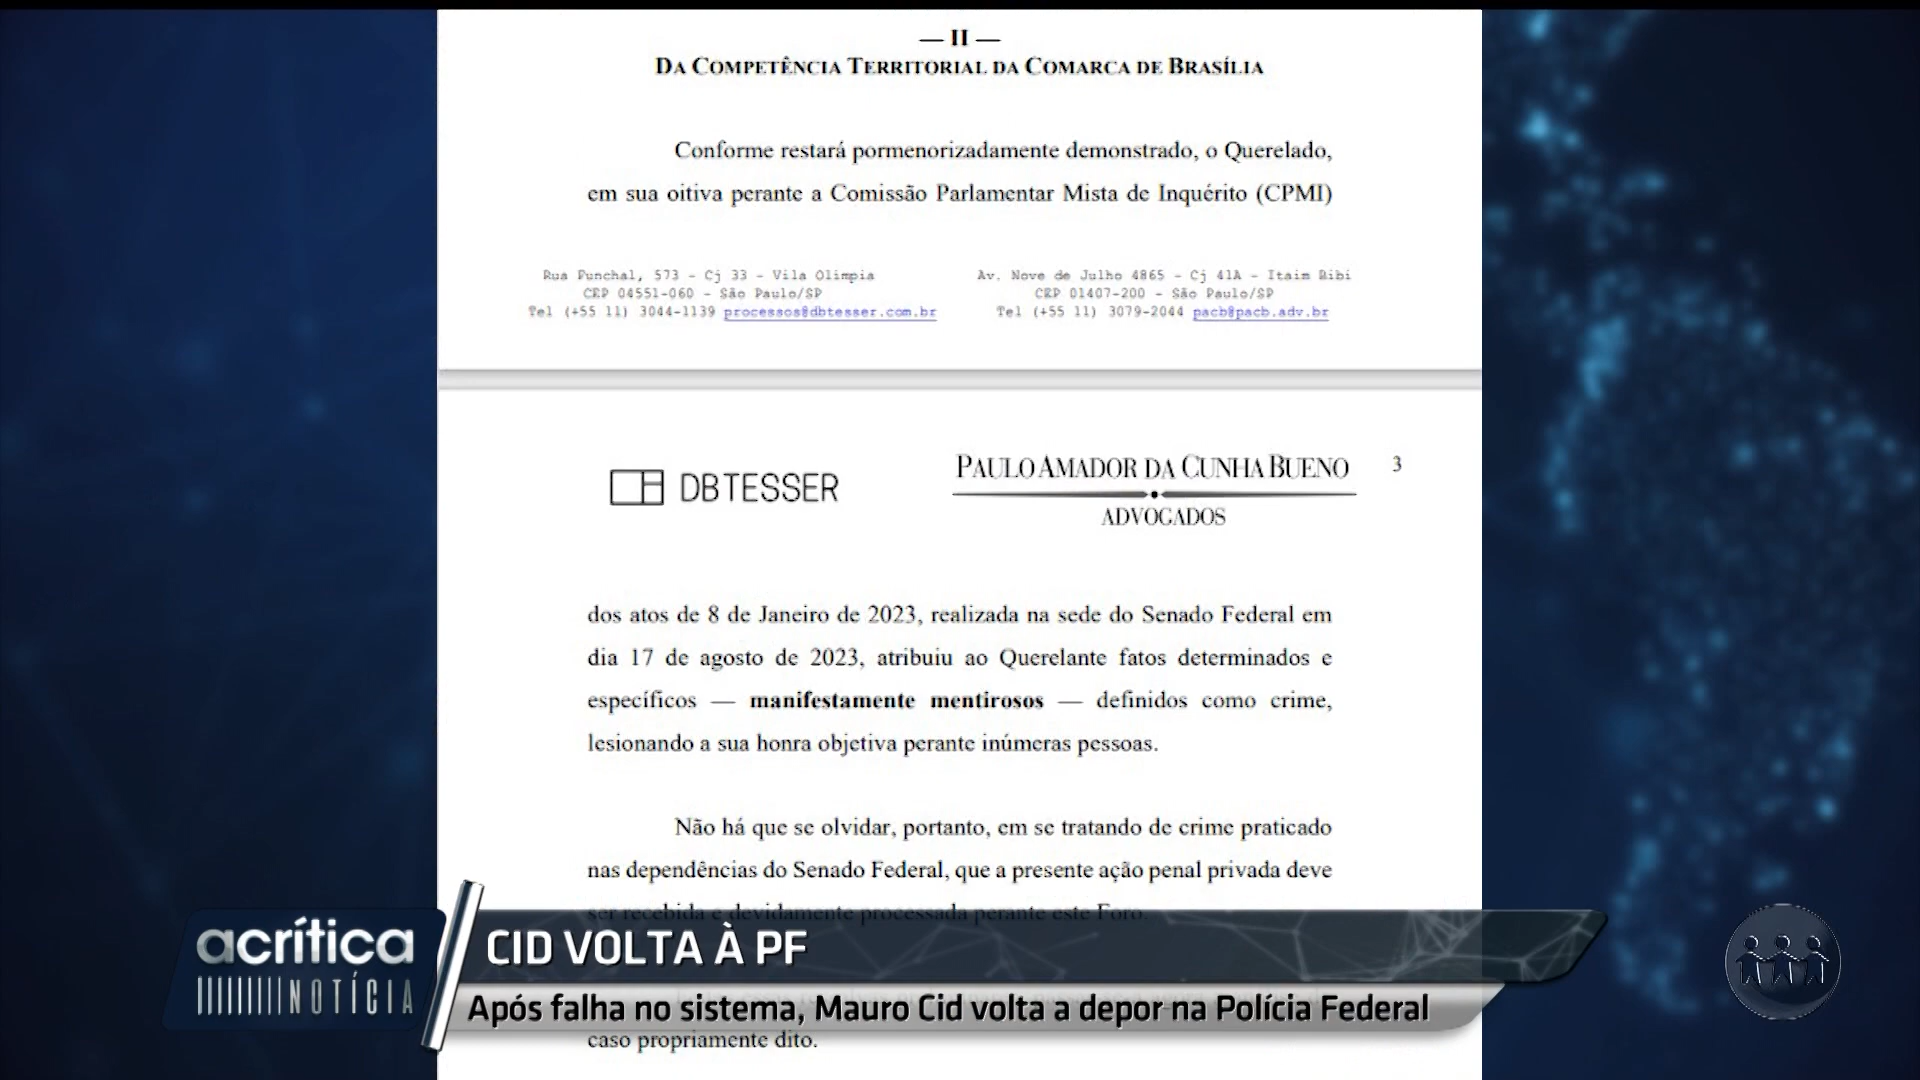 — II —
DA COMPETÊNCIA TERRITORIAL DA COMARCA DE BRASÍLIA
Conforme restará pormenorizadamente demonstrado, o Querelado,
em sua oitiva perante a Comissão Parlamentar Mista de Inquérito (CPMI)
Rua Funchal, 573 - Cj 33 - Vila Olímpia
CEP 04551-060 - São Paulo/SP
Tel (+55 11) 3044-1139 processos@dbtesser.com.br
Av. Nove de Julho 4865 - Cj 41A - Itaim Bibi
CEP 01407-200 - São Paulo/SP
Tel (+55 11) 3079-2044 pacb@pacb.adv.br
DBTESSER
PAULO AMADOR DA CUNHA BUENO
ADVOGADOS
3
dos atos de 8 de Janeiro de 2023, realizada na sede do Senado Federal em
dia 17 de agosto de 2023, atribuiu ao Querelante fatos determinados e
específicos — manifestamente mentirosos — definidos como crime,
lesionando a sua honra objetiva perante inúmeras pessoas.
Não há que se olvidar, portanto, em se tratando de crime praticado
nas dependências do Senado Federal, que a presente ação penal privada deve
ser recebida e devidamente processada perante este Foro.
caso propriamente dito.
acrítica
NOTÍCIA
CID VOLTA À PF
Após falha no sistema, Mauro Cid volta a depor na Polícia Federal